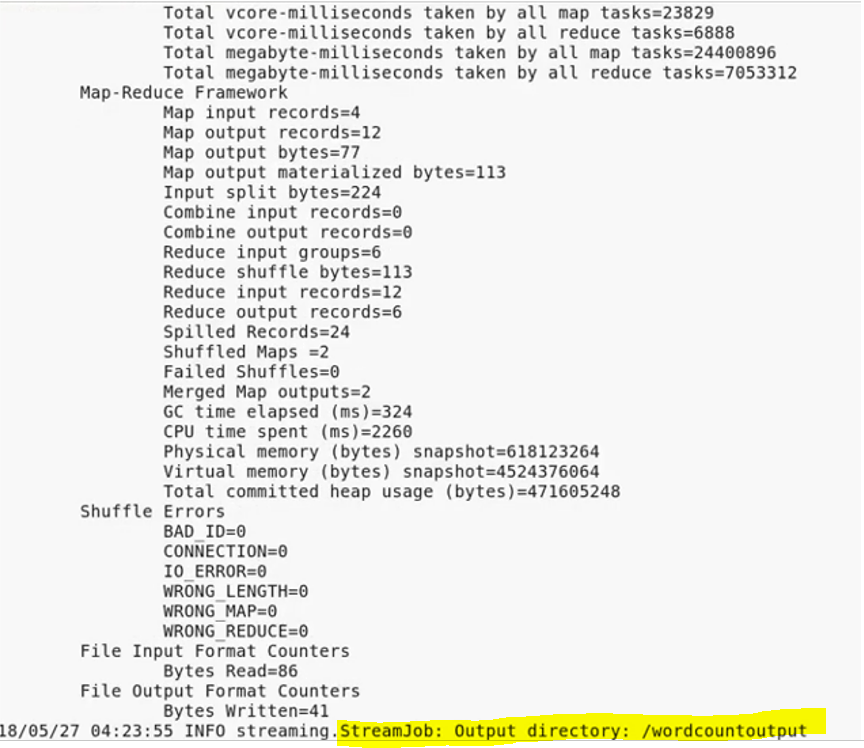 Total vcore-milliseconds taken by all map tasks=23829
Total vcore-milliseconds taken by all reduce tasks=6888
Total megabyte-milliseconds taken by all map tasks=24400896
Total megabyte-milliseconds taken by all reduce tasks=7053312
Map-Reduce Framework
Map input records=4
Map output records=12
Map output bytes=77
Map output materialized bytes=113
Input split bytes=224
Combine input records=0
Combine output records=0
Reduce input groups=6
Reduce shuffle bytes=113
Reduce input records=12
Reduce output records=6
Spilled Records=24
Shuffled Maps =2
Failed Shuffles=0
Merged Map outputs=2
GC time elapsed (ms)=324
CPU time spent (ms)=2260
Physical memory (bytes) snapshot=618123264
Virtual memory (bytes) snapshot=4524376064
Total committed heap usage (bytes)=471605248
Shuffle Errors
BAD_ID=0
CONNECTION=0
IO_ERROR=0
WRONG_LENGTH=0
WRONG_MAP=0
WRONG_REDUCE=0
File Input Format Counters
Bytes Read=86
File Output Format Counters
Bytes Written=41
18/05/27 04:23:55 INFO streaming.StreamJob: Output directory: /wordcountoutput